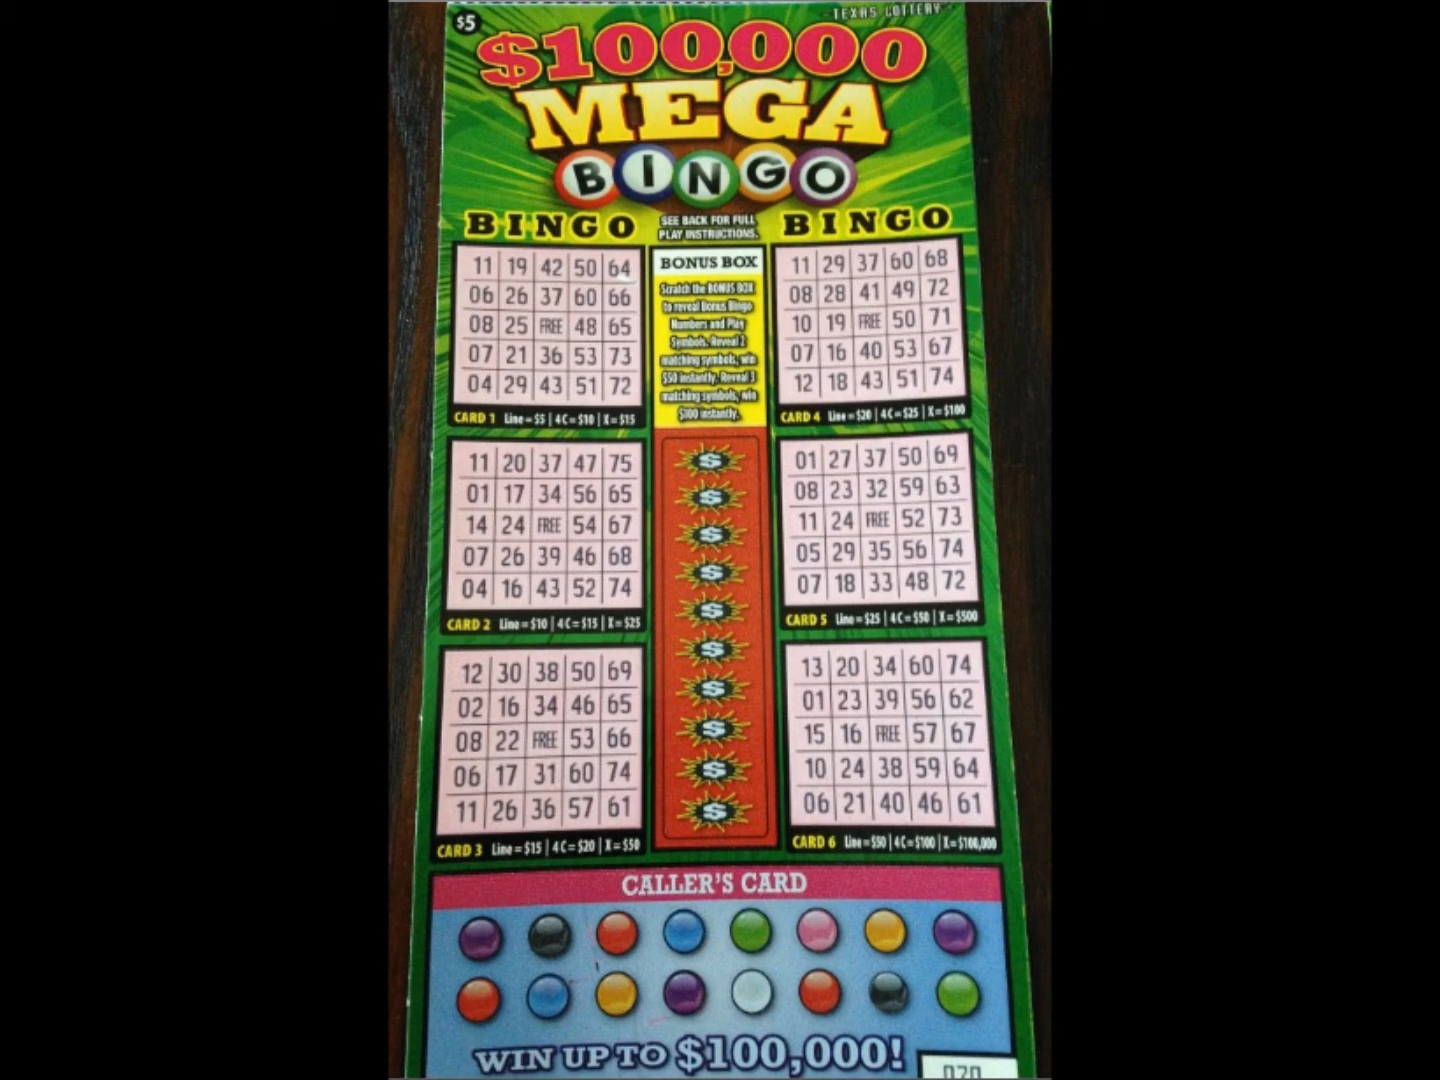 $5
TEXAS LOTTERY
$100,000
MEGA
BINGO
BINGO
SEE BACK FOR FULL
PLAY INSTRUCTIONS.
BINGO
11 19 42 50 64
06 26 37 60 66
08 25 FREE 48 65
07 21 36 53 73
04 29 43 51 72
CARD 1 Line=$5 | 4C=$10 | X=$15
11 20 37 47 75
01 17 34 56 65
14 24 FREE 54 67
07 26 39 46 68
04 16 43 52 74
CARD 2 Line=$10 | 4C=$15 | X=$25
12 30 38 50 69
02 16 34 46 65
08 22 FREE 53 66
06 17 31 60 74
11 26 36 57 61
CARD 3 Line=$15 | 4C=$20 | X=$50
BONUS BOX
Scratch the BONUS BOX
to reveal Bonus Bingo
Numbers and Play
Symbols. Reveal 2
matching symbols, win
$50 instantly. Reveal 3
matching symbols, win
$100 instantly.
$
$
$
$
$
$
$
$
$
$
11 29 37 60 68
08 28 41 49 72
10 19 FREE 50 71
07 16 40 53 67
12 18 43 51 74
CARD 4 Line=$20 | 4C=$25 | X=$100
01 27 37 50 69
08 23 32 59 63
11 24 FREE 52 73
05 29 35 56 74
07 18 33 48 72
CARD 5 Line=$25 | 4C=$50 | X=$500
13 20 34 60 74
01 23 39 56 62
15 16 FREE 57 67
10 24 38 59 64
06 21 40 46 61
CARD 6 Line=$50 | 4C=$100 | X=$100,000
CALLER'S CARD
WIN UP TO $100,000!